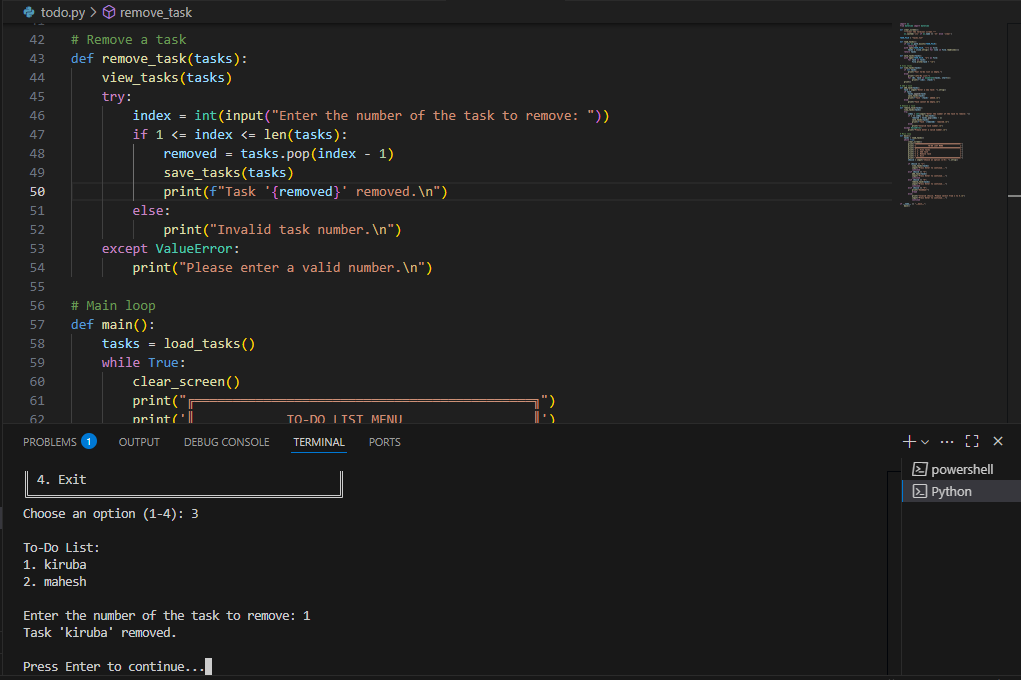 todo.py > remove_task
42 # Remove a task
43 def remove_task(tasks):
44     view_tasks(tasks)
45     try:
46         index = int(input("Enter the number of the task to remove: "))
47         if 1 <= index <= len(tasks):
48             removed = tasks.pop(index - 1)
49             save_tasks(tasks)
50             print(f"Task '{removed}' removed.\n")
51         else:
52             print("Invalid task number.\n")
53     except ValueError:
54         print("Please enter a valid number.\n")
55
56 # Main loop
57 def main():
58     tasks = load_tasks()
59     while True:
60         clear_screen()
61         print("╔════════════════════════════════════════════╗")
62         print('║            TO-DO LIST MENU                 ║')
PROBLEMS 1 OUTPUT DEBUG CONSOLE TERMINAL PORTS
powershell
Python
║ 4. Exit ║
╚════════════════════════════════════════╝
Choose an option (1-4): 3
To-Do List:
1. kiruba
2. mahesh
Enter the number of the task to remove: 1
Task 'kiruba' removed.
Press Enter to continue...